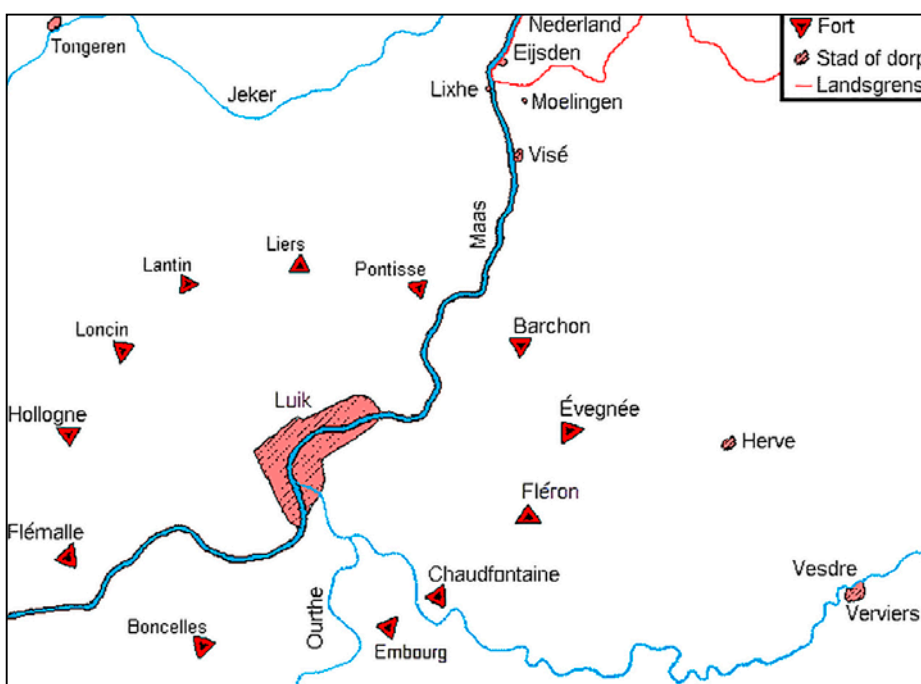 Nederland
Fort
Tongeren
Eijsden
Stad of dorp
Jeker
Lixhe
Moelingen
Landsgrens
Visé
Maas
Liers
Lantin
Pontisse
Loncin
Barchon
Luik
Hollogne
Évegnée
Herve
Fléron
Flémalle
Chaudfontaine
Vesdre
Ourthe
Verviers
Boncelles
Embourg